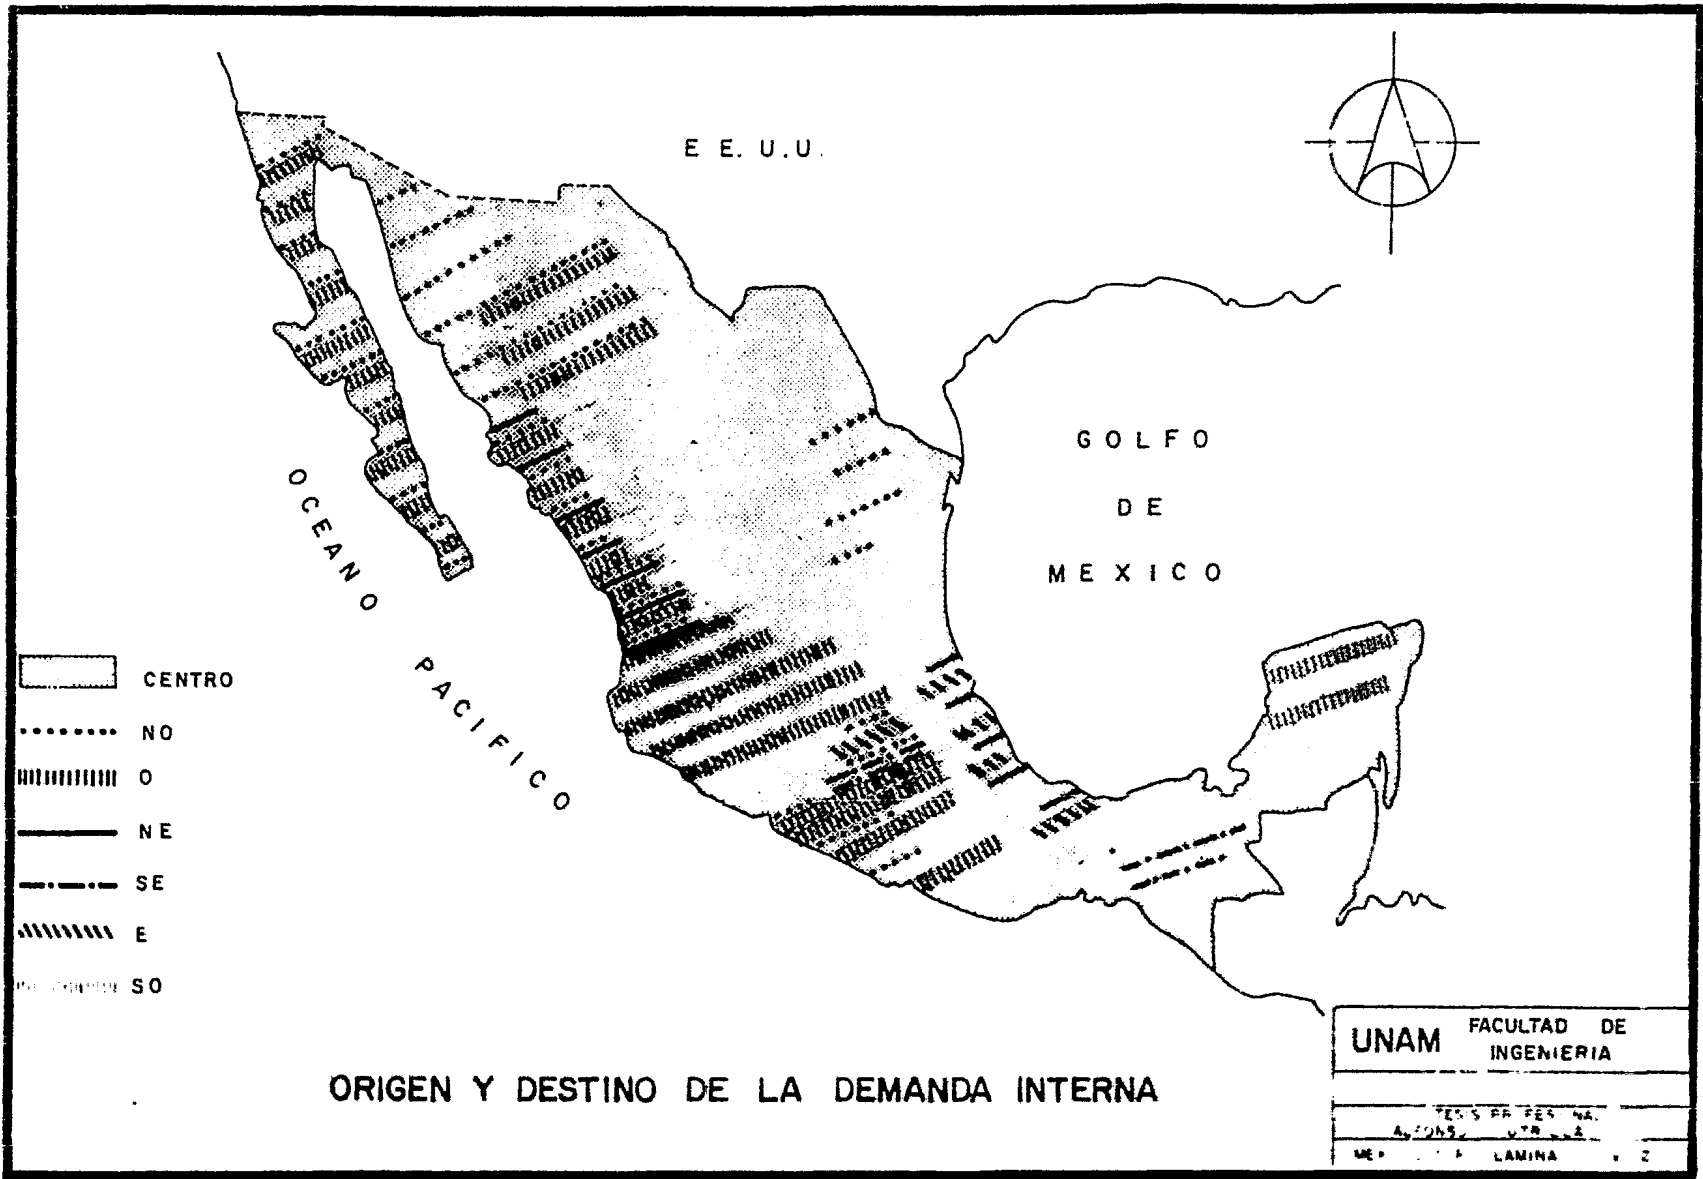 E E. U.U.
GOLFO
DE
MEXICO
OCEANO PACIFICO
CENTRO
NO
O
NE
SE
E
SO
ORIGEN Y DESTINO DE LA DEMANDA INTERNA
UNAM
FACULTAD DE
INGENIERIA
LAMINA